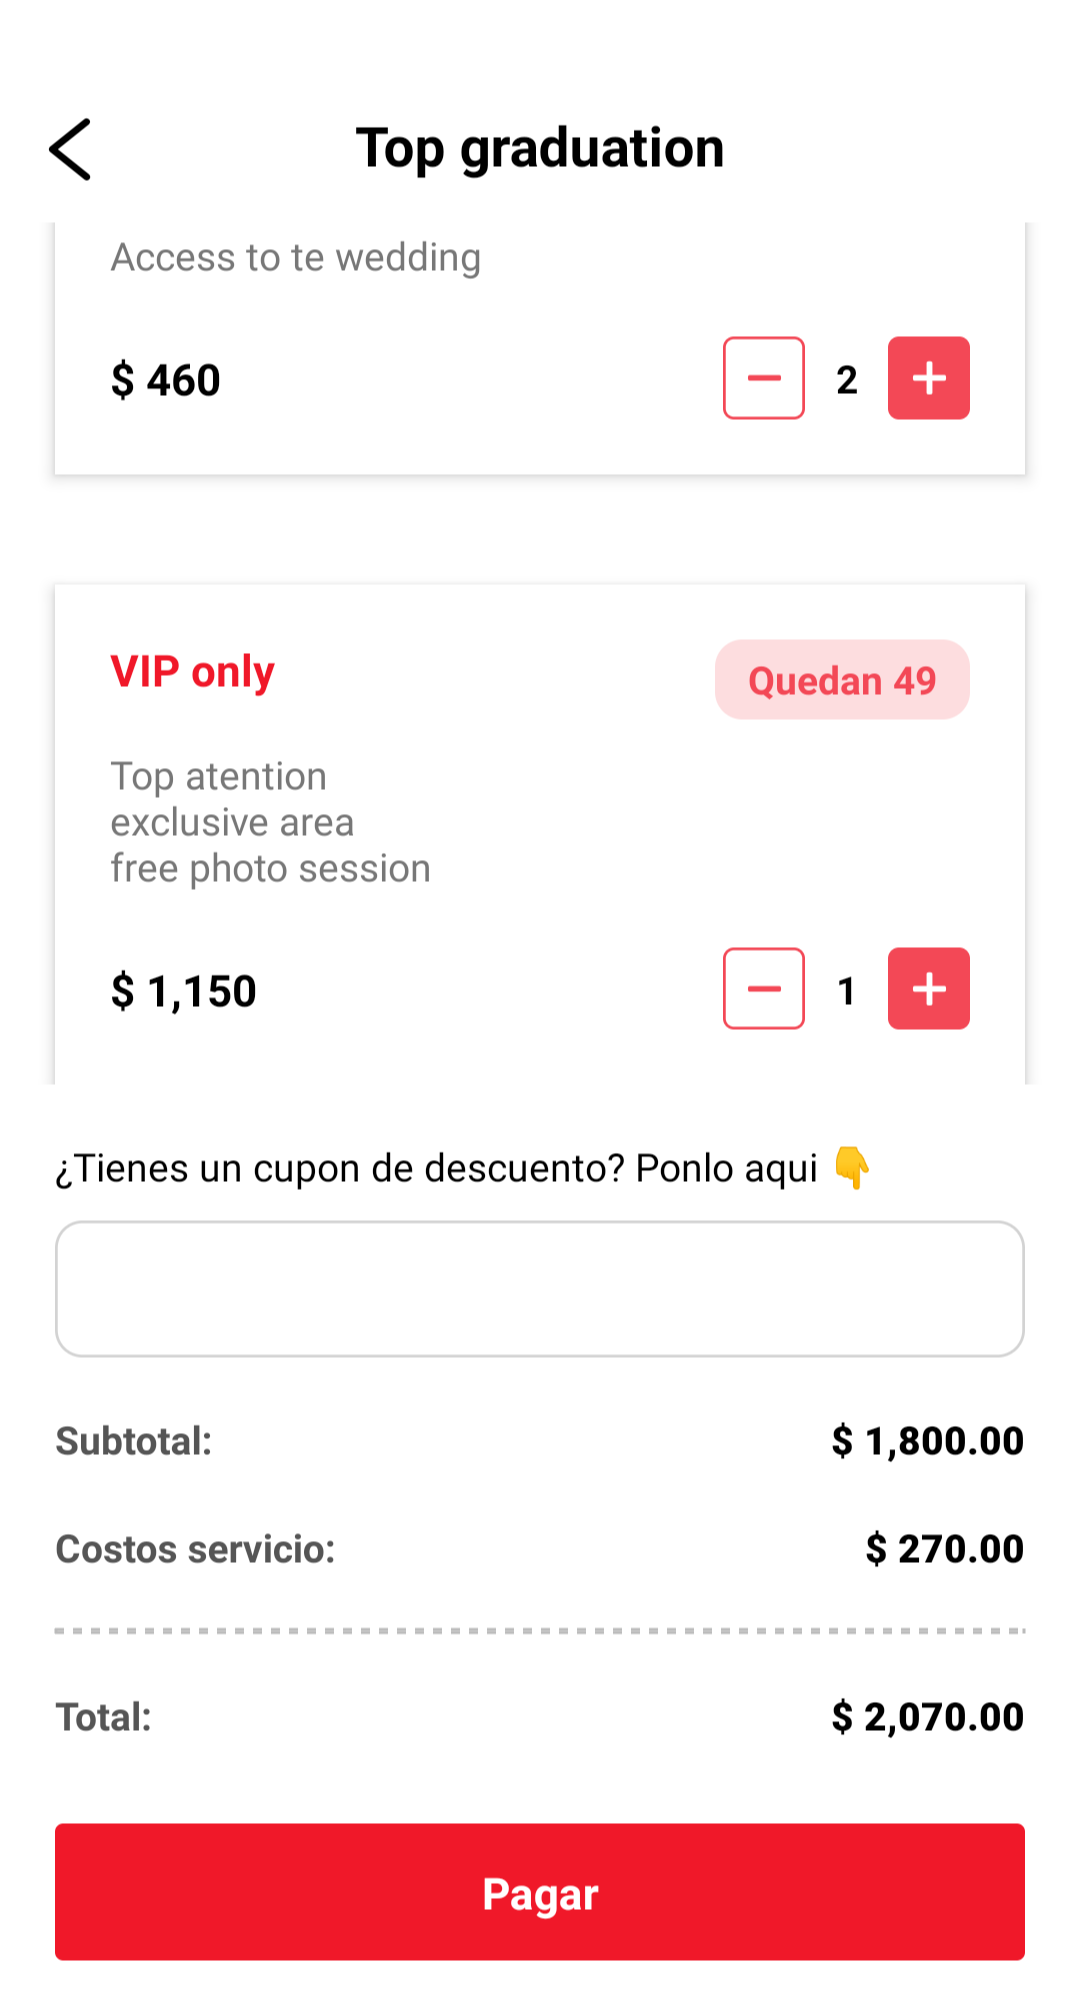 Top graduation
Access to te wedding
$ 460
2
VIP only
Quedan 49
Top atention
exclusive area
free photo session
$ 1,150
1
¿Tienes un cupon de descuento? Ponlo aqui 👇
Subtotal:
$ 1,800.00
Costos servicio:
$ 270.00
Total:
$ 2,070.00
Pagar